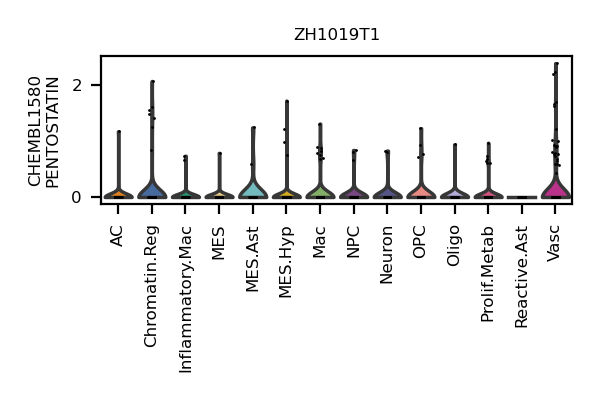 ZH1019T1
CHEMBL1580
PENTOSTATIN
2
0
AC
Chromatin.Reg
Inflammatory.Mac
MES
MES.Ast
MES.Hyp
Mac
NPC
Neuron
OPC
Oligo
Prolif.Metab
Reactive.Ast
Vasc